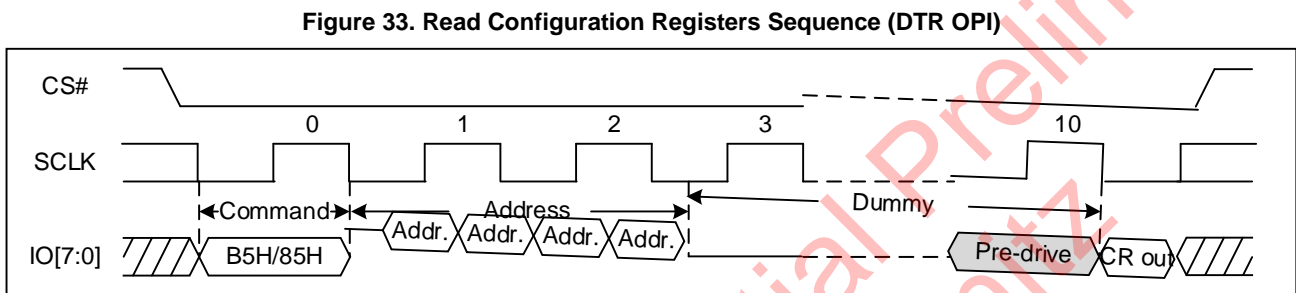 Figure 33. Read Configuration Registers Sequence (DTR OPI)
CS#
0 1 2 3 10
SCLK
Command Address Dummy
IO[7:0] B5H/85H Addr. Addr. Addr. Addr. Pre-drive CR out